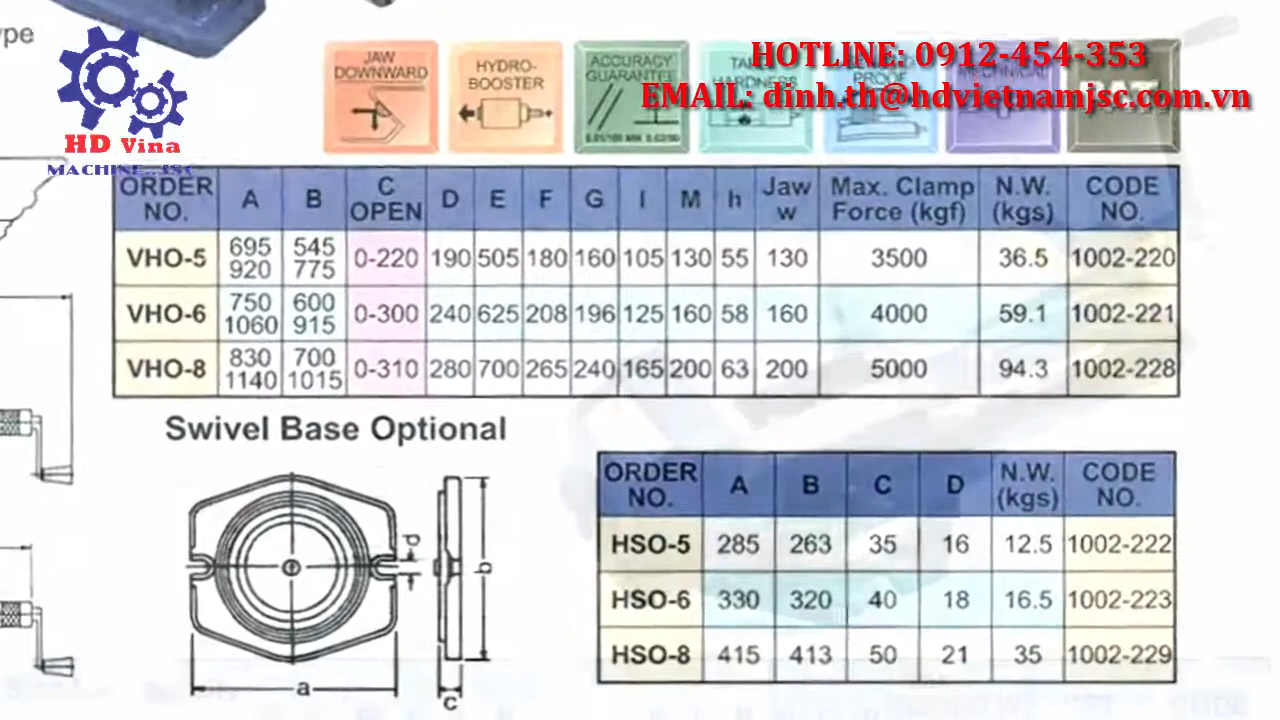 ype
HD Vina
MACHINE.,JSC
HOTLINE: 0912-454-353
EMAIL: dinh.th@hdvietnamjsc.com.vn
JAW
DOWNWARD
HYDRO-
BOOSTER
ACCURACY
GUARANTEE
HARDNESS
PROOF
ORDER NO. A B C OPEN D E F G I M h Jaw w Max. Clamp Force (kgf) N.W. (kgs) CODE NO.
VHO-5 695 920 545 775 0-220 190 505 180 160 105 130 55 130 3500 36.5 1002-220
VHO-6 750 1060 600 915 0-300 240 625 208 196 125 160 58 160 4000 59.1 1002-221
VHO-8 830 1140 700 1015 0-310 280 700 265 240 165 200 63 200 5000 94.3 1002-228
Swivel Base Optional
d
b
a
c
ORDER NO. A B C D N.W. (kgs) CODE NO.
HSO-5 285 263 35 16 12.5 1002-222
HSO-6 330 320 40 18 16.5 1002-223
HSO-8 415 413 50 21 35 1002-229